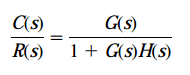 C(s)/R(s) = G(s)/(1 + G(s)H(s))